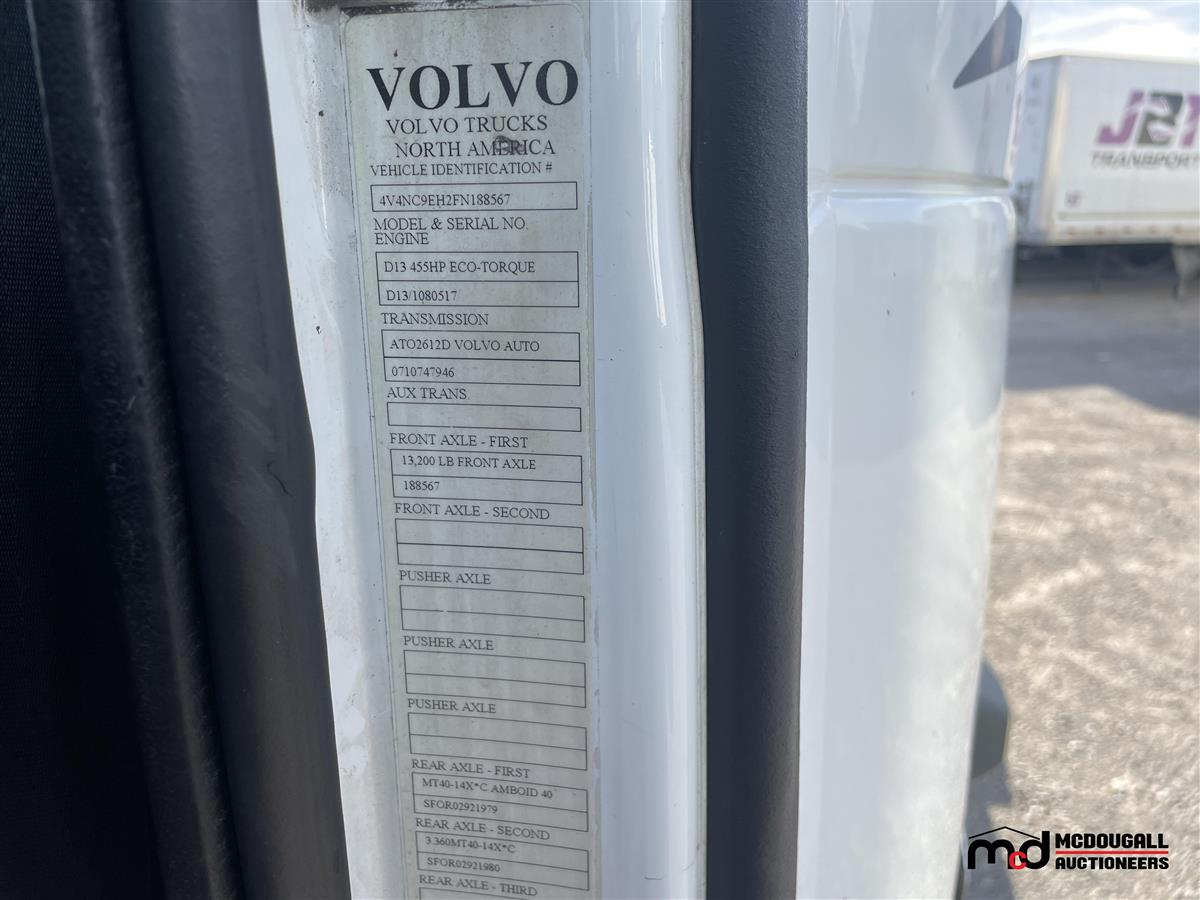 VOLVO
VOLVO TRUCKS
NORTH AMERICA
VEHICLE IDENTIFICATION #
4V4NC9EH2FN188567
MODEL & SERIAL NO.
ENGINE
D13 455HP ECO-TORQUE
D13/1080517
TRANSMISSION
ATO2612D VOLVO AUTO
0710747946
AUX TRANS.
FRONT AXLE - FIRST
13,200 LB FRONT AXLE
188567
FRONT AXLE - SECOND
PUSHER AXLE
PUSHER AXLE
PUSHER AXLE
REAR AXLE - FIRST
MT40-14X*C AMBOID 40
SFOR02921979
REAR AXLE - SECOND
3.360MT40-14X*C
SFOR02921980
REAR AXLE - THIRD
TRANSPORT
mcd MCDOUGALL
AUCTIONEERS